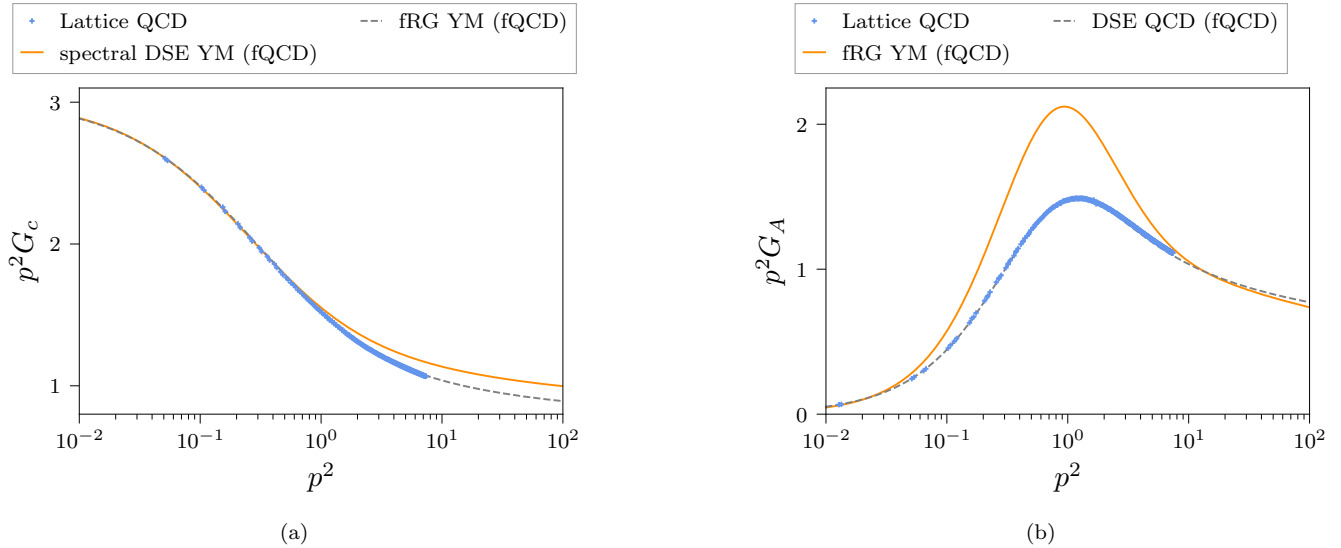 Lattice QCD
fRG YM (fQCD)
spectral DSE YM (fQCD)
3
2
1
p²G_c
10⁻²
10⁻¹
10⁰
10¹
10²
p²
(a)
Lattice QCD
DSE QCD (fQCD)
fRG YM (fQCD)
2
1
0
p²G_A
10⁻²
10⁻¹
10⁰
10¹
10²
p²
(b)